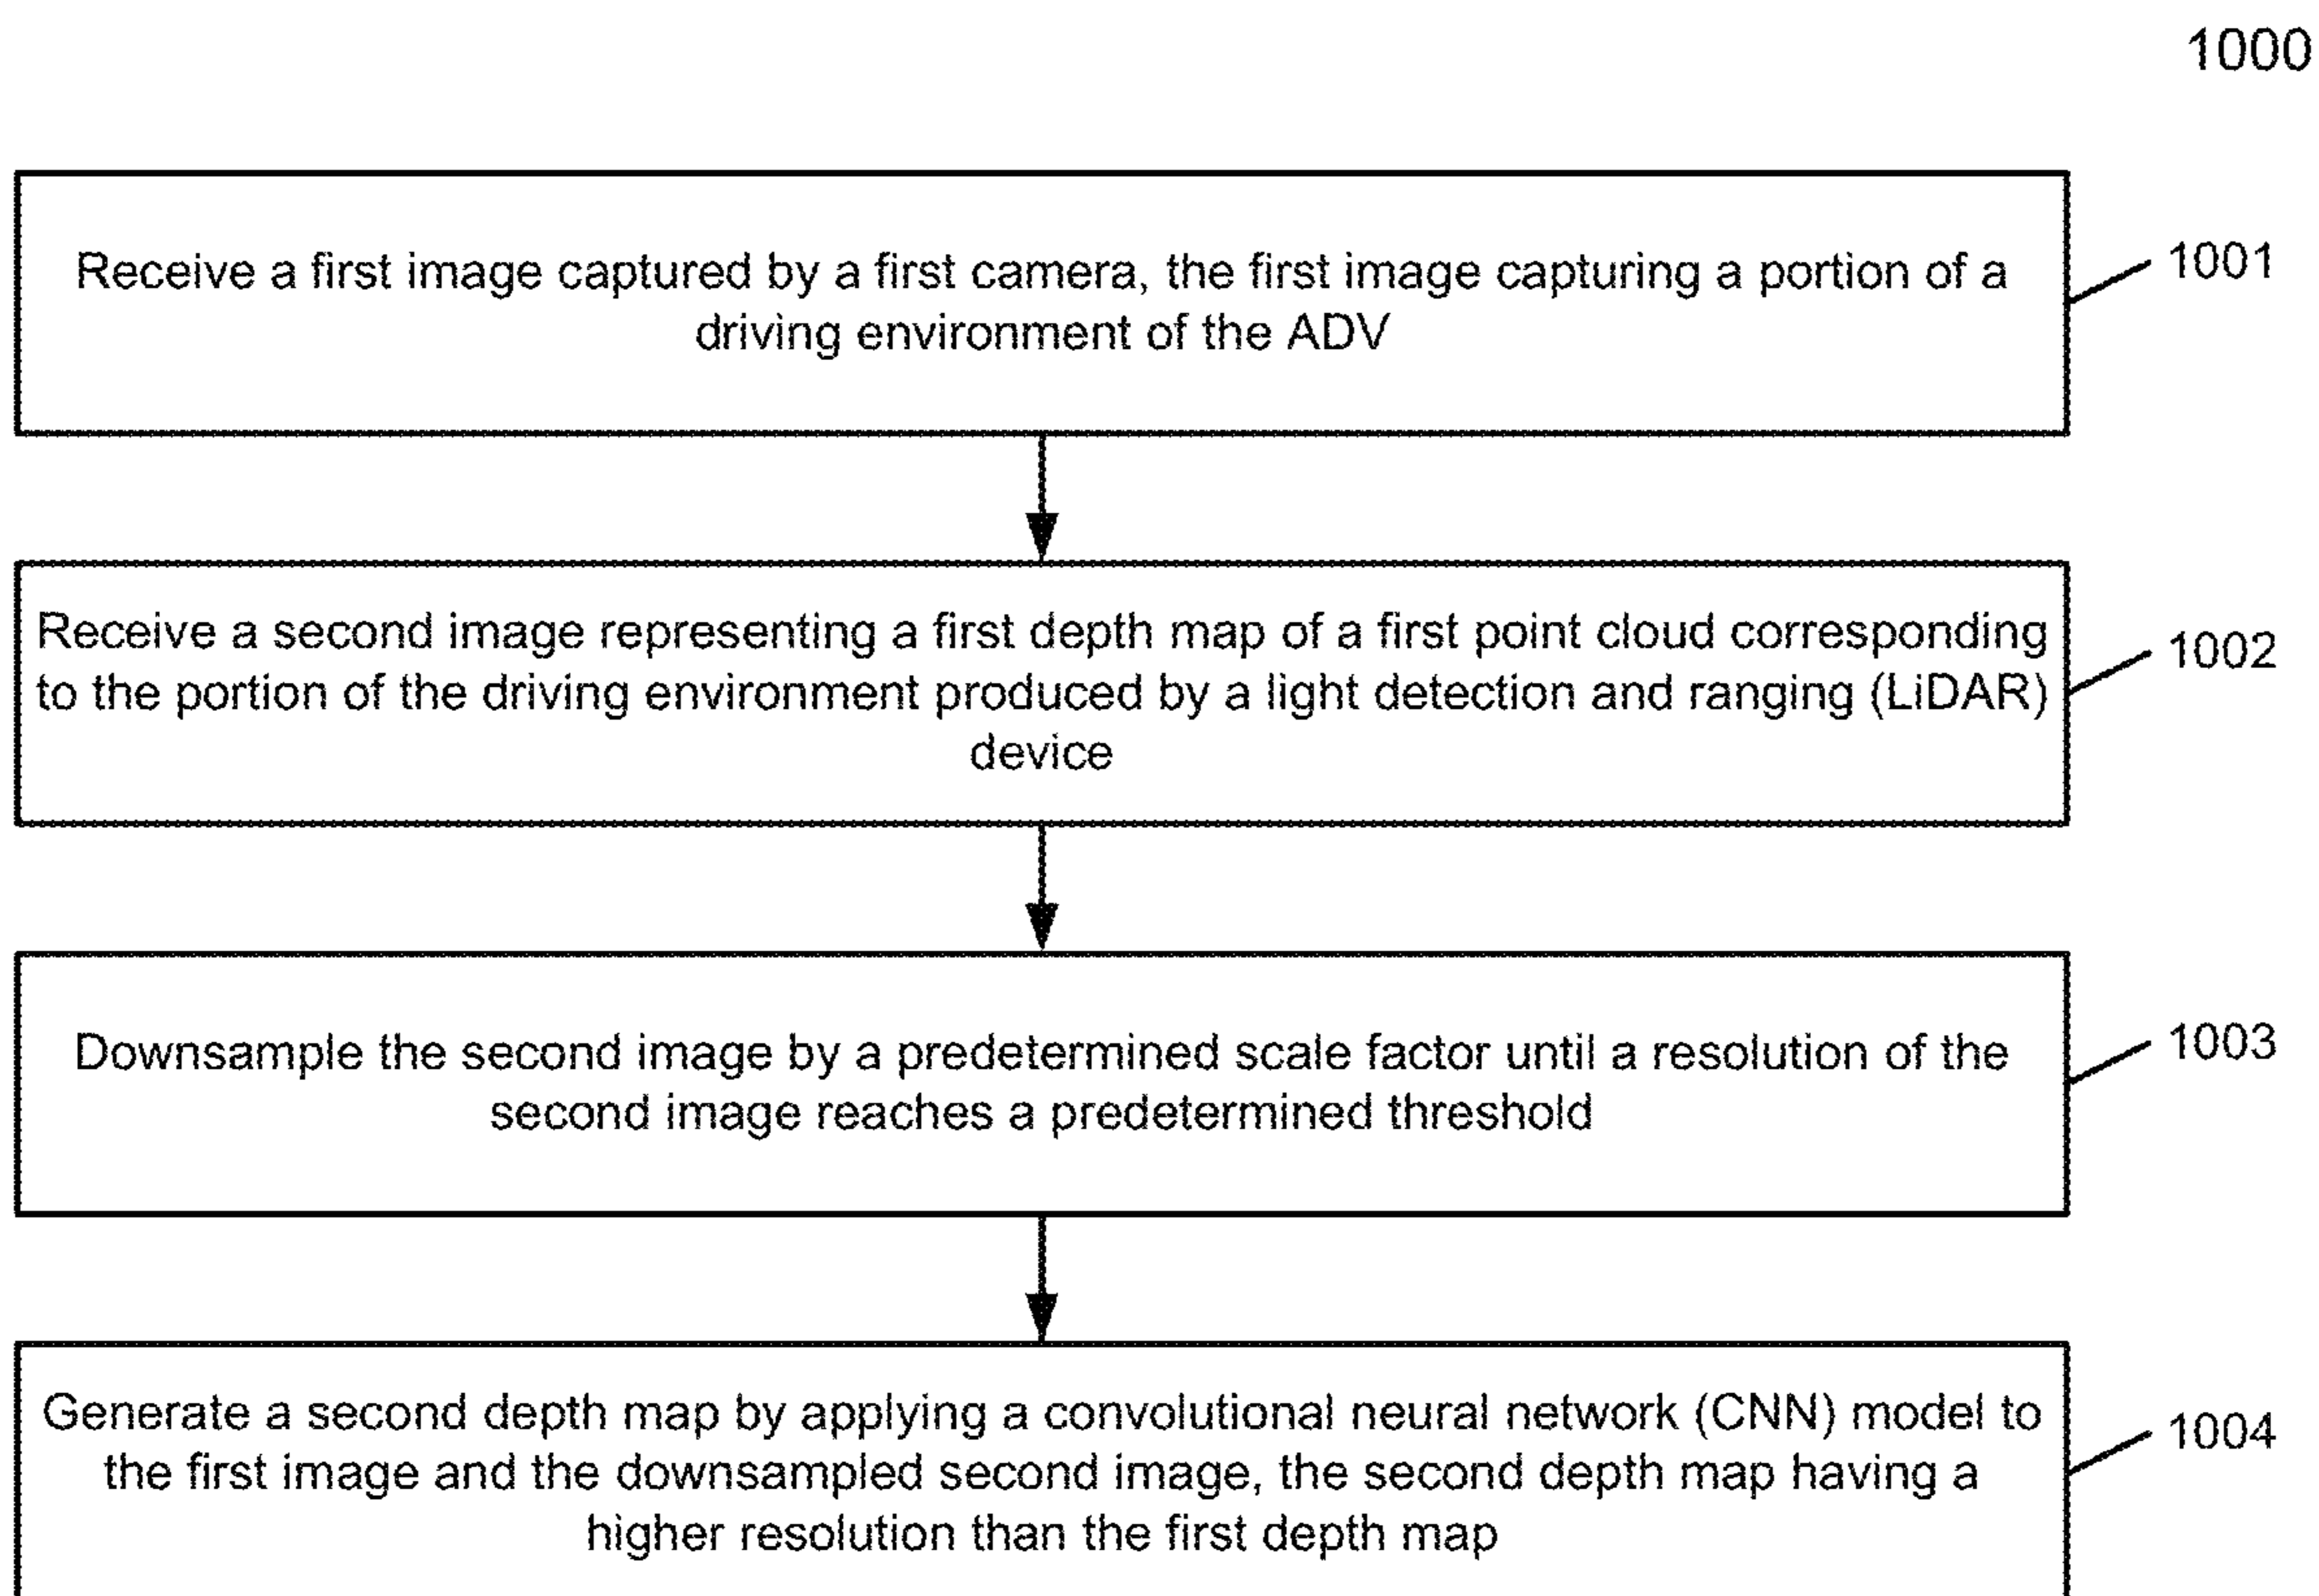 1000
Receive a first image captured by a first camera, the first image capturing a portion of a
driving environment of the ADV
1001
Receive a second image representing a first depth map of a first point cloud corresponding
to the portion of the driving environment produced by a light detection and ranging (LiDAR)
device
1002
Downsample the second image by a predetermined scale factor until a resolution of the
second image reaches a predetermined threshold
1003
Generate a second depth map by applying a convolutional neural network (CNN) model to
the first image and the downsampled second image, the second depth map having a
higher resolution than the first depth map
1004